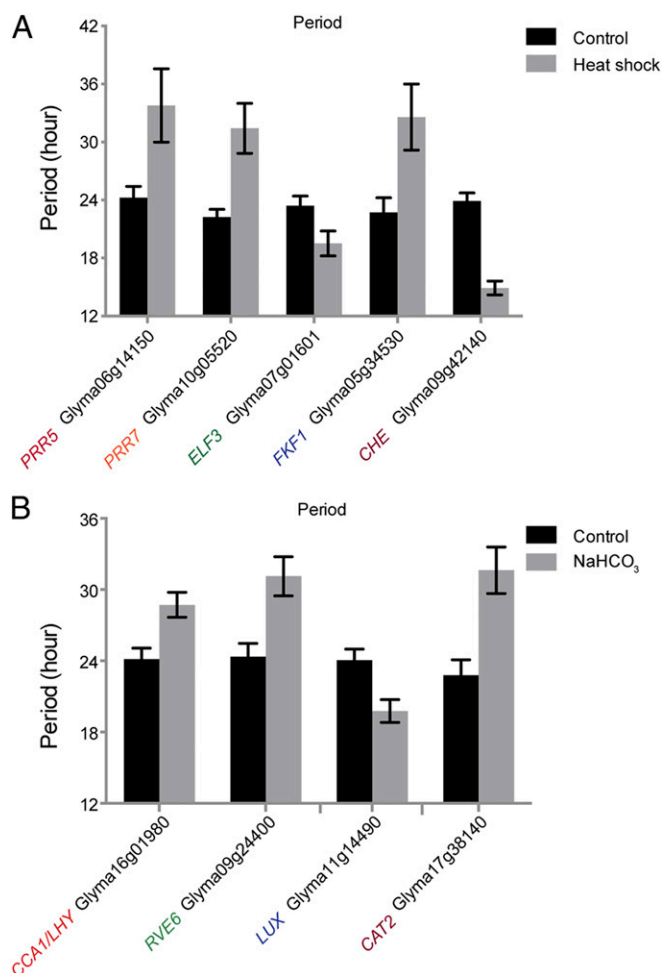 A
Period
Control
Heat shock
Period (hour)
42
36
30
24
18
12
PRR5 Glyma06g14150
PRR7 Glyma10g05520
ELF3 Glyma07g01601
FKF1 Glyma05g34530
CHE Glyma09g42140
B
Period
Control
NaHCO₃
Period (hour)
36
30
24
18
12
CCA1/LHY Glyma16g01980
RVE6 Glyma09g24400
LUX Glyma11g14490
CAT2 Glyma17g38140